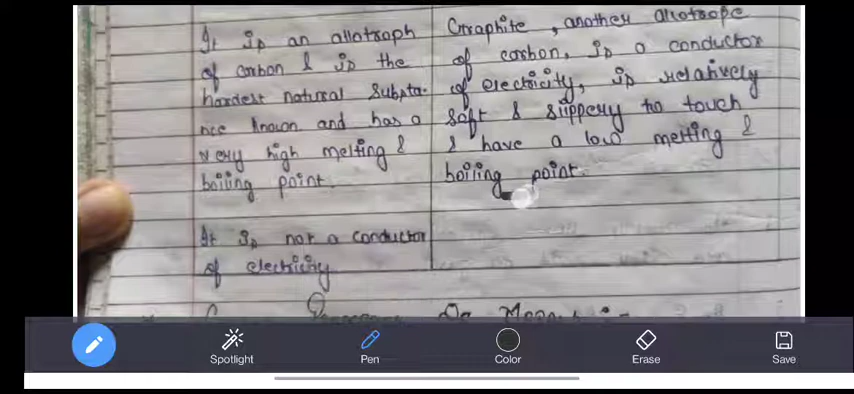 It is an allotroph
of carbon & is the
hardest natural Substa-
nce known and has a
very high melting &
boiling point.
It is not a conductor
of electricity
Graphite, another allotrope
of carbon, is a conductor
of electricity, is relatively
soft & slippery to touch
& have a low melting &
boiling point.
Spotlight
Pen
Color
Erase
Save